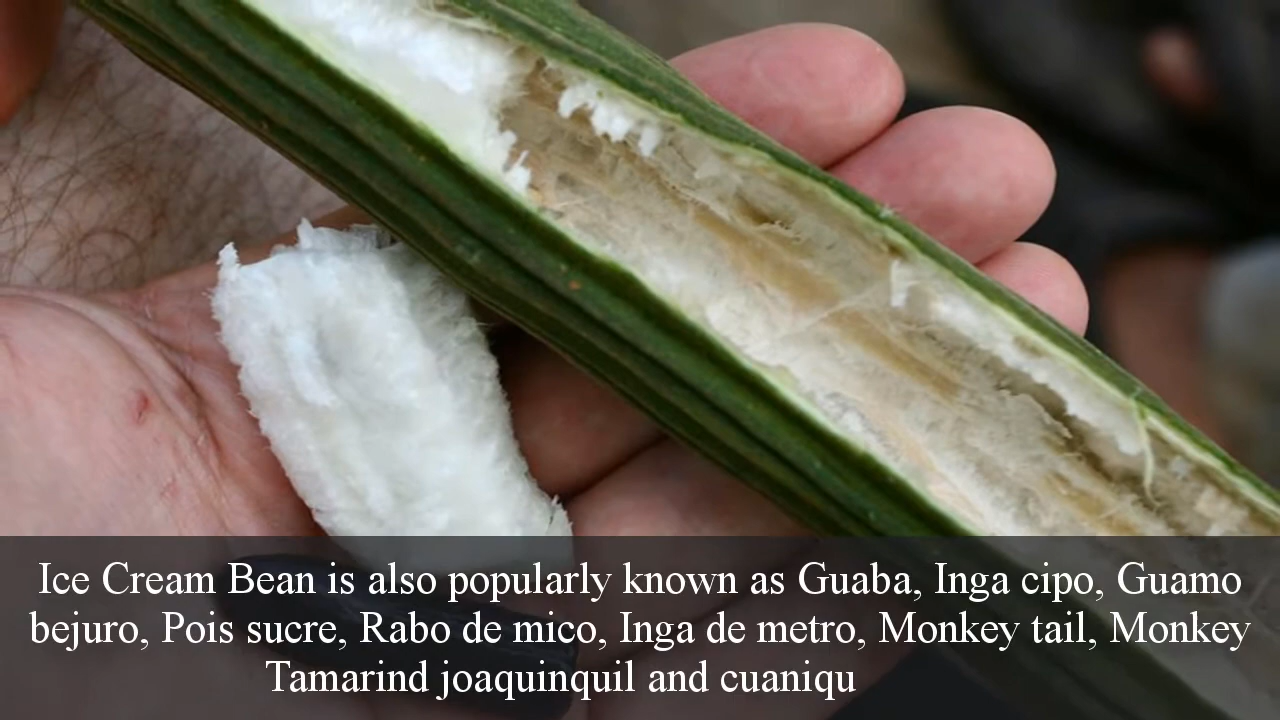 Ice Cream Bean is also popularly known as Guaba, Inga cipo, Guamo
bejuro, Pois sucre, Rabo de mico, Inga de metro, Monkey tail, Monkey
Tamarind joaquinquil and cuaniqu